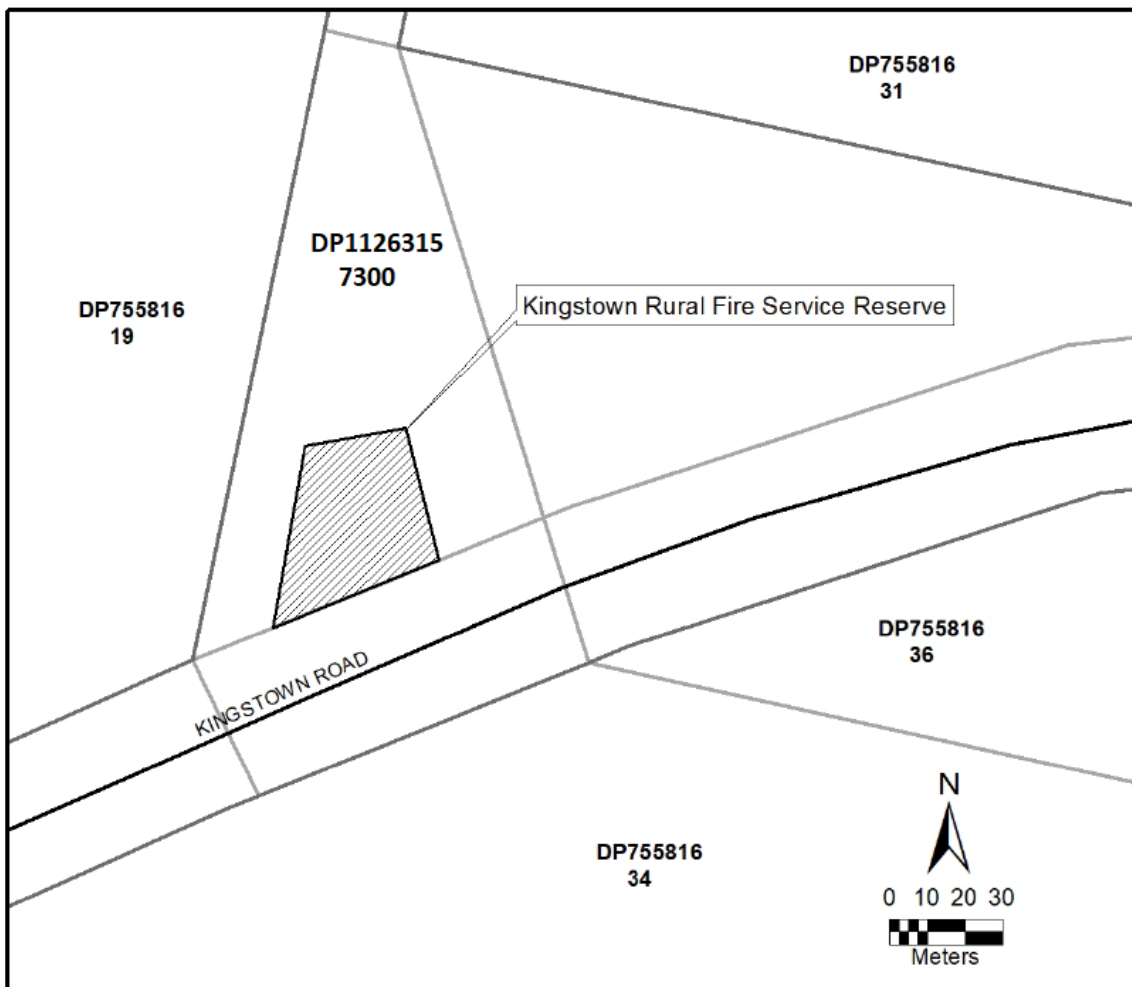 DP755816
31
DP1126315
7300
Kingstown Rural Fire Service Reserve
DP755816
19
KINGSTOWN ROAD
DP755816
36
DP755816
34
N
0 10 20 30
Meters